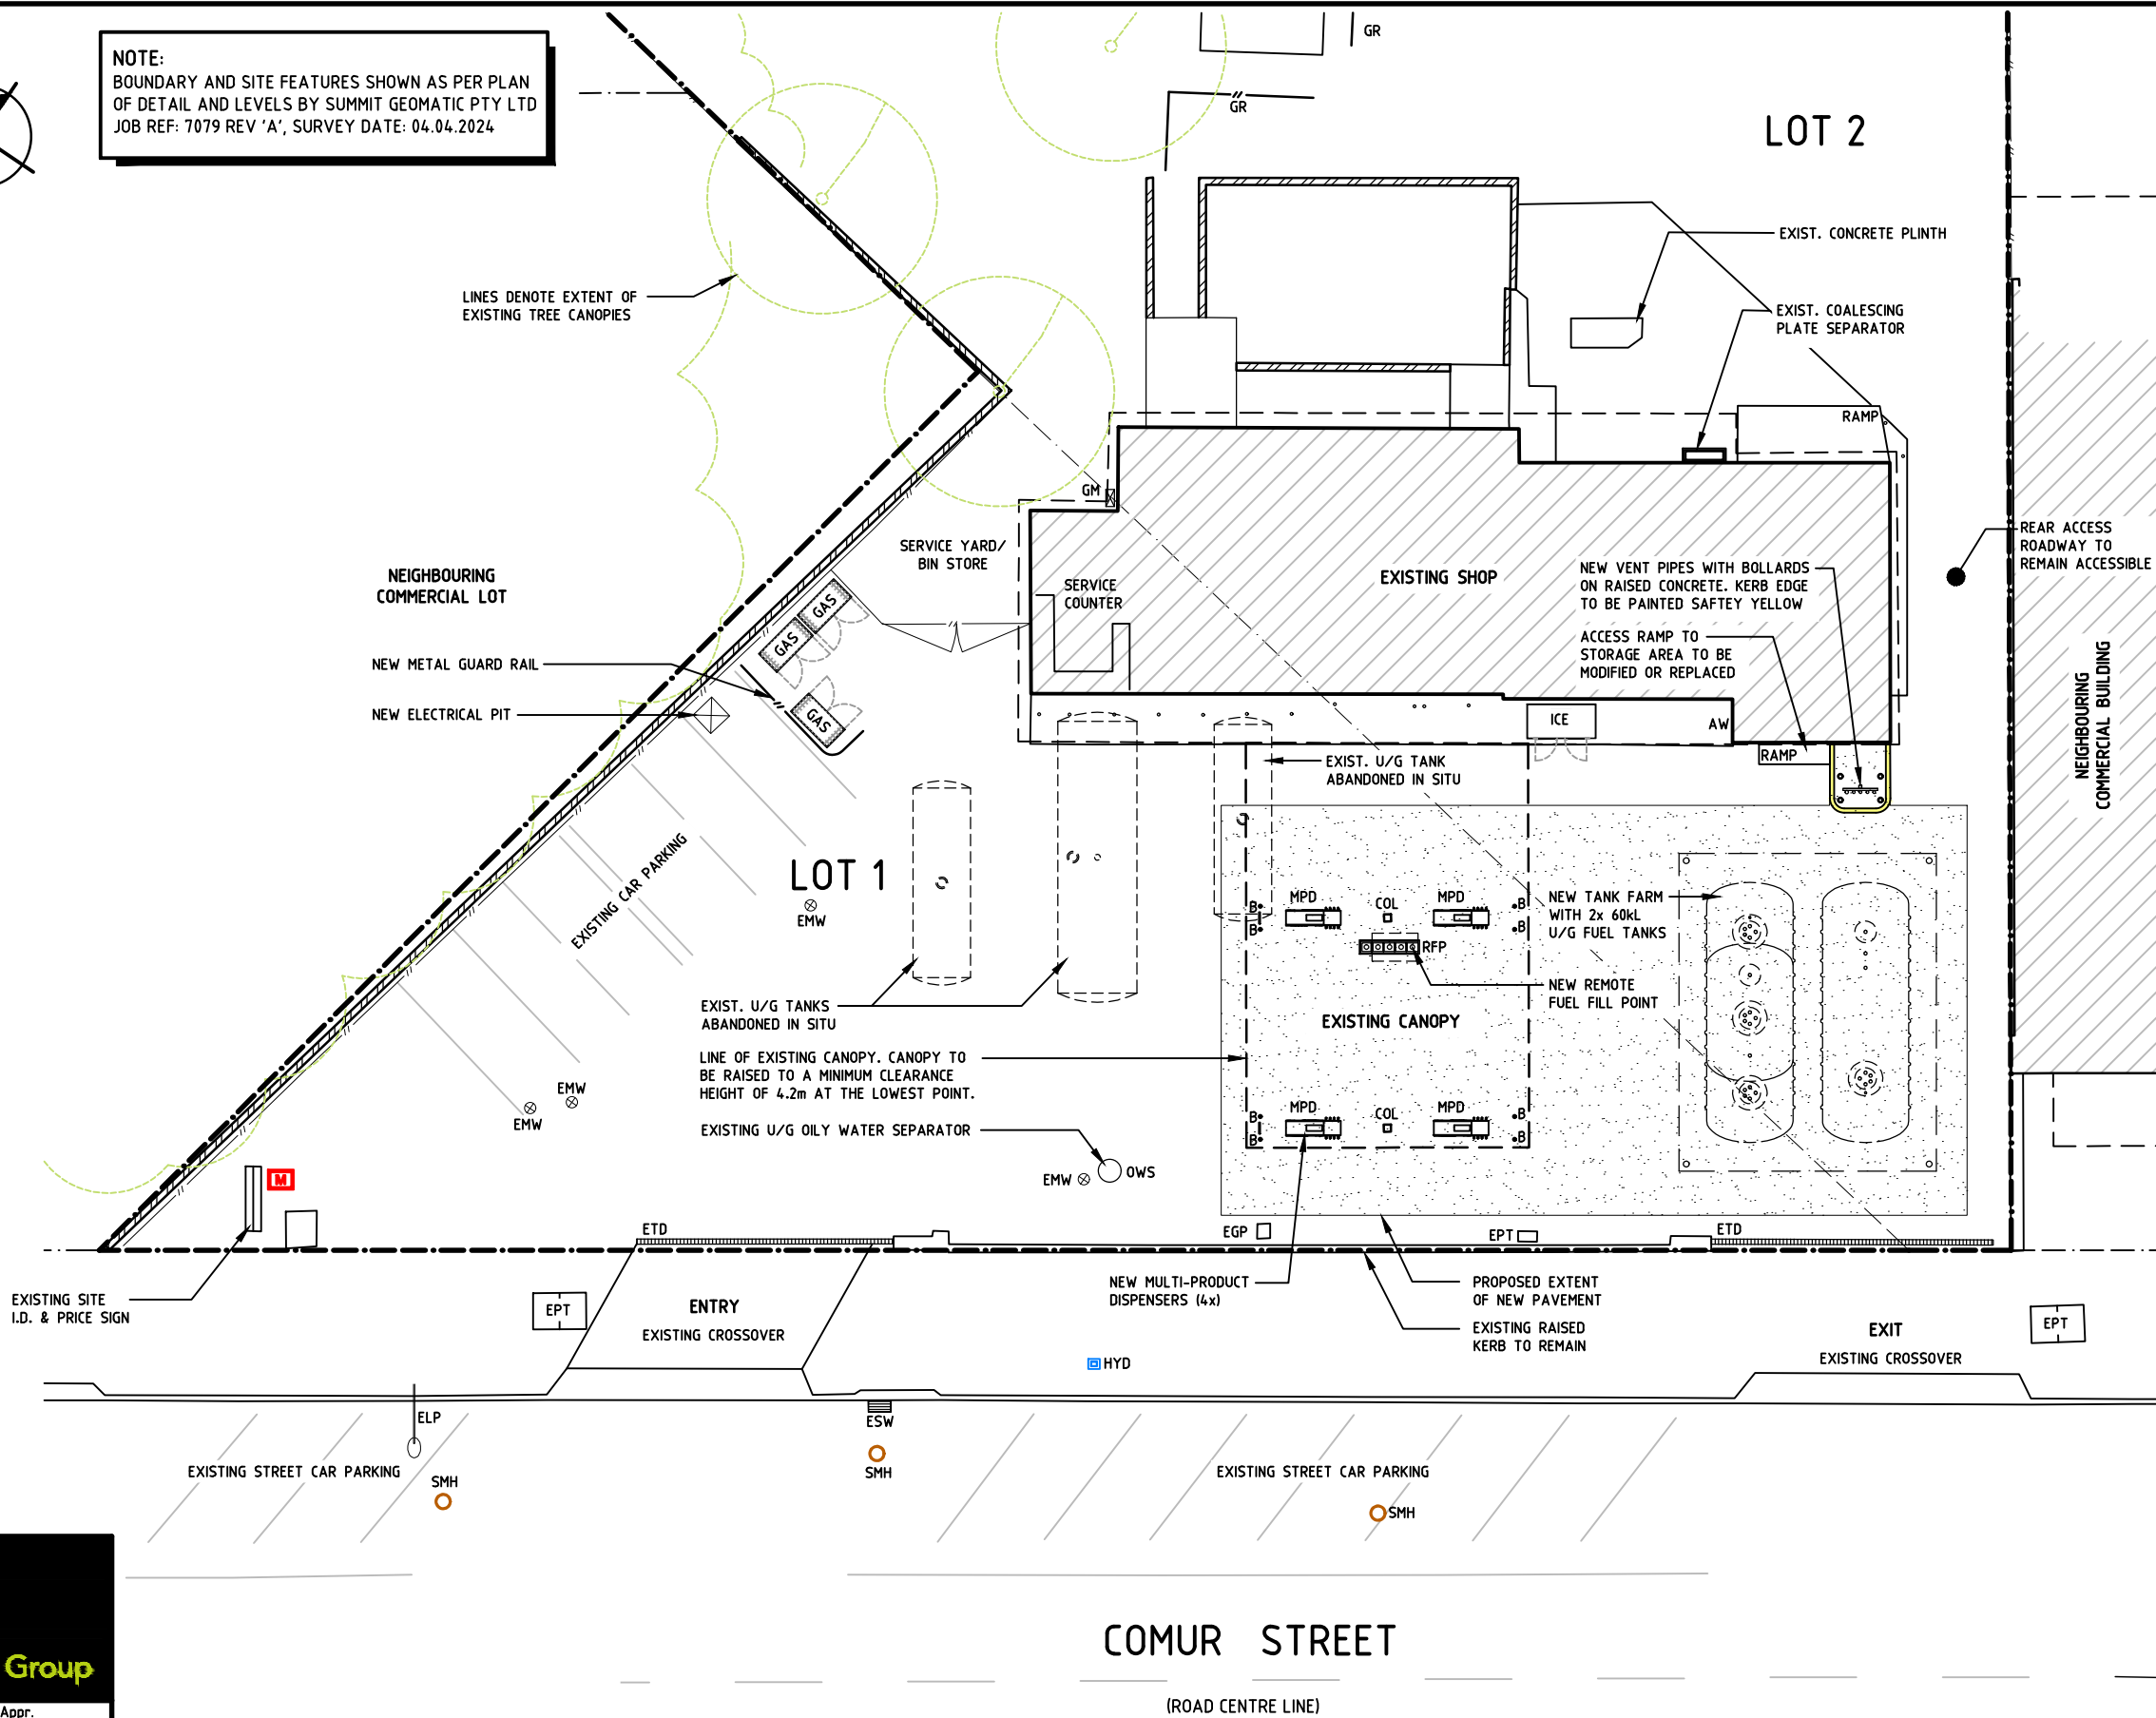 NOTE:
BOUNDARY AND SITE FEATURES SHOWN AS PER PLAN
OF DETAIL AND LEVELS BY SUMMIT GEOMATIC PTY LTD
JOB REF: 7079 REV 'A', SURVEY DATE: 04.04.2024
GR
GR
LOT 2
EXIST. CONCRETE PLINTH
LINES DENOTE EXTENT OF
EXISTING TREE CANOPIES
EXIST. COALESCING
PLATE SEPARATOR
RAMP
GM
REAR ACCESS
ROADWAY TO
REMAIN ACCESSIBLE
SERVICE YARD/
BIN STORE
NEIGHBOURING
COMMERCIAL LOT
SERVICE
COUNTER
EXISTING SHOP
NEW VENT PIPES WITH BOLLARDS
ON RAISED CONCRETE. KERB EDGE
TO BE PAINTED SAFTEY YELLOW
GAS
GAS
GAS
ACCESS RAMP TO
STORAGE AREA TO BE
MODIFIED OR REPLACED
NEIGHBOURING
COMMERCIAL BUILDING
NEW METAL GUARD RAIL
NEW ELECTRICAL PIT
ICE
AW
RAMP
EXIST. U/G TANK
ABANDONED IN SITU
EXISTING CAR PARKING
LOT 1
EMW
MPD
COL
MPD
B
B
B
B
RFP
NEW TANK FARM
WITH 2x 60kL
U/G FUEL TANKS
NEW REMOTE
FUEL FILL POINT
EXIST. U/G TANKS
ABANDONED IN SITU
EXISTING CANOPY
LINE OF EXISTING CANOPY. CANOPY TO
BE RAISED TO A MINIMUM CLEARANCE
HEIGHT OF 4.2m AT THE LOWEST POINT.
EMW
EMW
MPD
COL
MPD
B
B
B
B
EXISTING U/G OILY WATER SEPARATOR
EMW
OWS
M
ETD
EGP
EPT
ETD
EXISTING SITE
I.D. & PRICE SIGN
EPT
ENTRY
EXISTING CROSSOVER
NEW MULTI-PRODUCT
DISPENSERS (4x)
PROPOSED EXTENT
OF NEW PAVEMENT
EXISTING RAISED
KERB TO REMAIN
EXIT
EXISTING CROSSOVER
EPT
HYD
ELP
ESW
EXISTING STREET CAR PARKING
SMH
SMH
EXISTING STREET CAR PARKING
SMH
COMUR STREET
(ROAD CENTRE LINE)
Group
Appr.